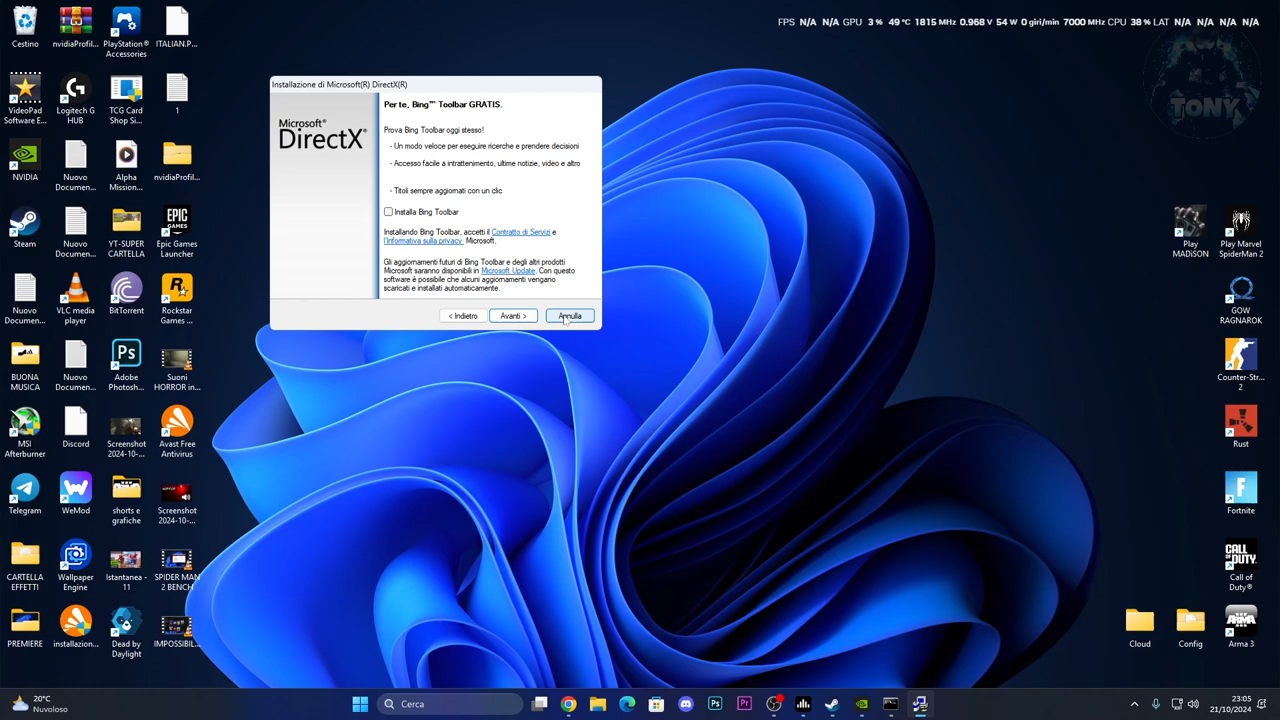 FPS N/A N/A GPU 3 % 49 °C 1815 MHz 0.968 V 54 W 0 giri/min 7000 MHz CPU 38 % LAT N/A N/A N/A N/A
Cestino
nvidiaProfil...
PlayStation®
Accessories
ITALIAN.P...
VideoPad
Software E...
Logitech G
HUB
TCG Card
Shop Si...
1
NVIDIA
Nuovo
Documen...
Alpha
Mission...
nvidiaProfil...
Steam
Nuovo
Documen...
YT-SUPER
CARTELLA
Epic Games
Launcher
Nuovo
Documen...
VLC media
player
BitTorrent
Rockstar
Games ...
BUONA
MUSICA
Nuovo
Documen...
Adobe
Photosh...
Suoni
HORROR in...
MSI
Afterburner
Discord
Screenshot
2024-10-...
Avast Free
Antivirus
Telegram
WeMod
shorts e
grafiche
Screenshot
2024-10-...
CARTELLA
EFFETTI
Wallpaper
Engine
Istantanea -
11
SPIDER MAN
2 BENCH
PREMIERE
installazion...
Dead by
Daylight
IMPOSSIBIL...
Installazione di Microsoft(R) DirectX(R)
Microsoft®
DirectX®
Per te, Bing™ Toolbar GRATIS.
Prova Bing Toolbar oggi stesso!
- Un modo veloce per eseguire ricerche e prendere decisioni
- Accesso facile a intrattenimento, ultime notizie, video e altro
- Titoli sempre aggiornati con un clic
Installa Bing Toolbar
Installando Bing Toolbar, accetti il Contratto di Servizi e
l'Informativa sulla privacy Microsoft.
Gli aggiornamenti futuri di Bing Toolbar e degli altri prodotti
Microsoft saranno disponibili in Microsoft Update. Con questo
software è possibile che alcuni aggiornamenti vengano
scaricati e installati automaticamente.
< Indietro
Avanti >
Annulla
Play
MADISON
Play Marvel
SpiderMan 2
GOW
RAGNAROK
Counter-Str...
2
Rust
Fortnite
Call of
Duty®
Cloud
Config
Arma 3
20°C
Nuvoloso
Cerca
23:05
21/10/2024